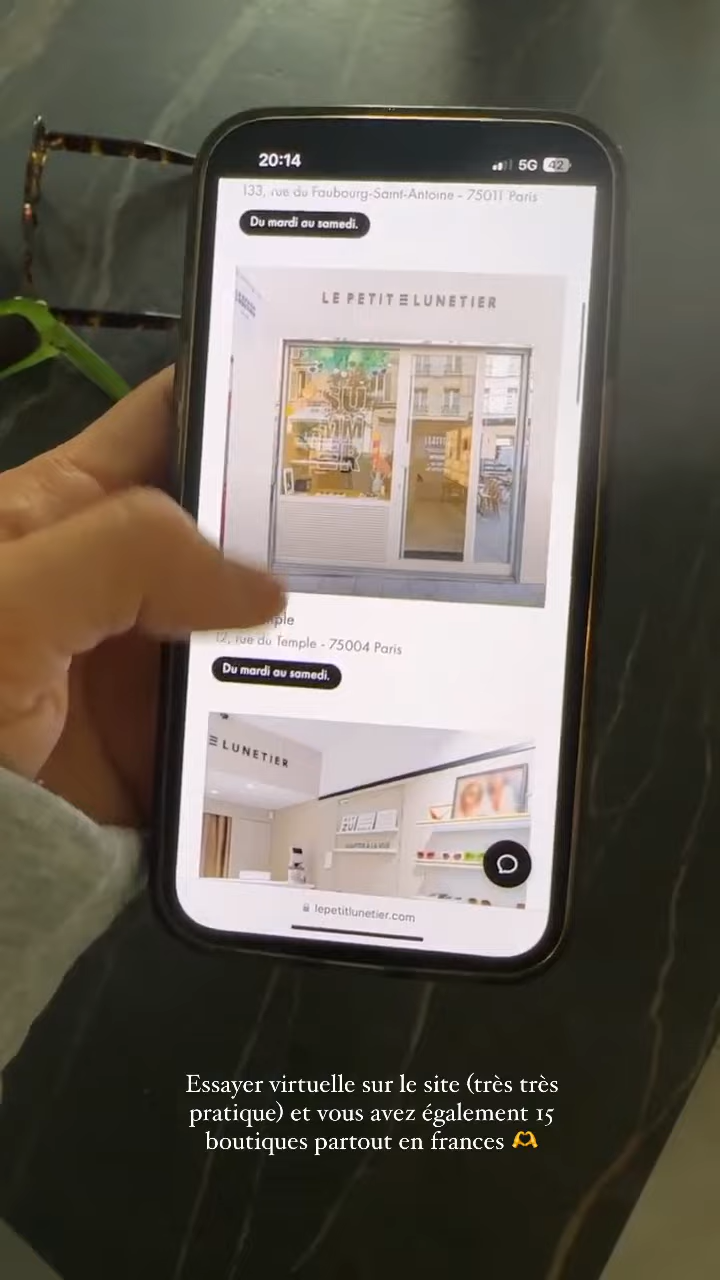 20:14
5G 42
133, rue du Faubourg-Saint-Antoine - 75011 Paris
Du mardi au samedi.
LE PETIT LUNETIER
SUMMER
12, rue du Temple - 75004 Paris
Du mardi au samedi.
LUNETIER
lepetitlunetier.com
Essayer virtuelle sur le site (très très
pratique) et vous avez également 15
boutiques partout en frances 🫶